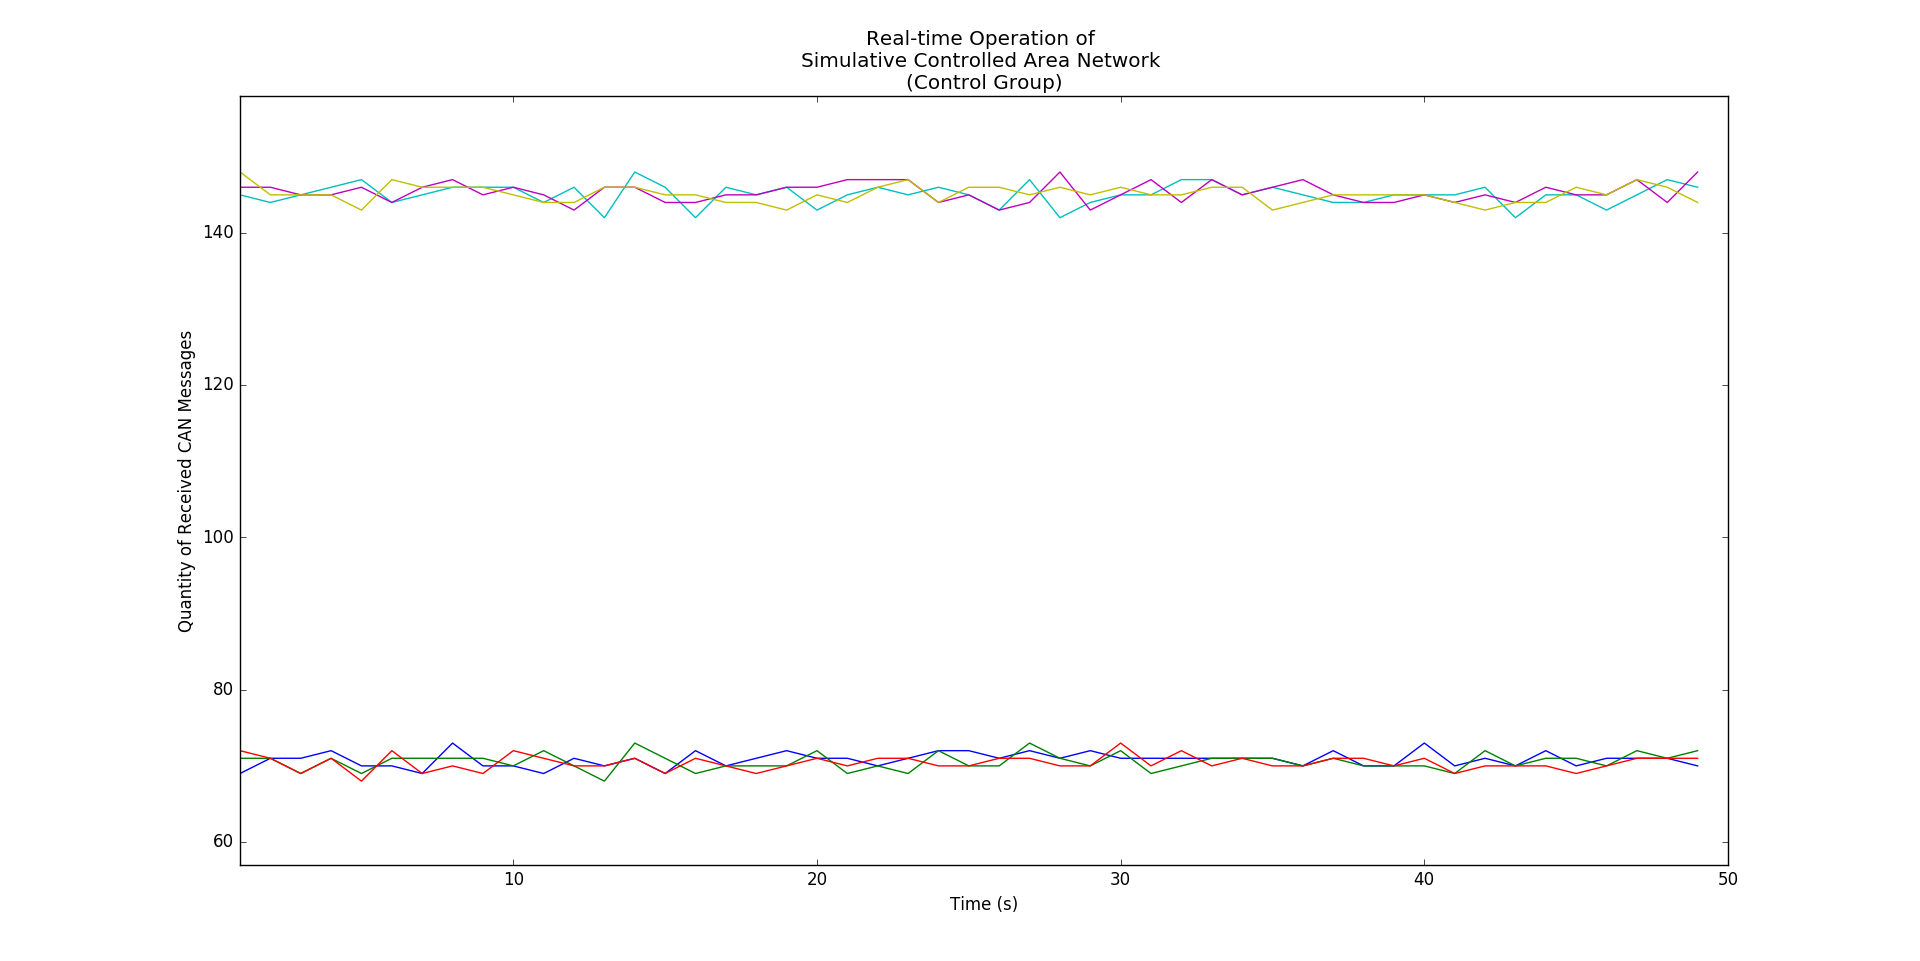 Real-time Operation of
Simulative Controlled Area Network
(Control Group)
Quantity of Received CAN Messages
140
120
100
80
60
10
20
30
40
50
Time (s)